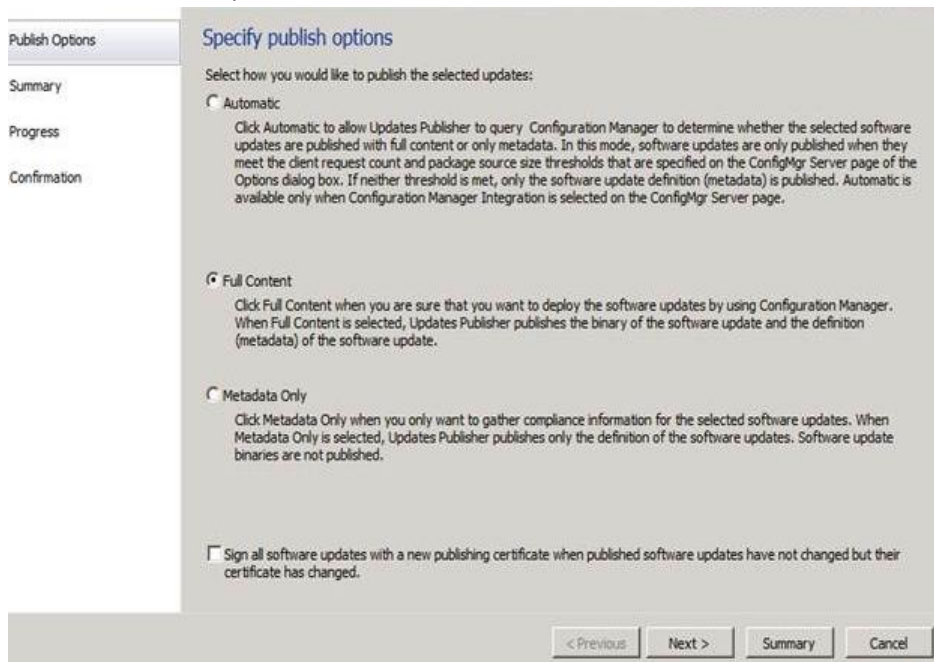 Publish Options
Specify publish options
Select how you would like to publish the selected updates:
Summary
Automatic
Progress
Click Automatic to allow Updates Publisher to query Configuration Manager to determine whether the selected software
updates are published with full content or only metadata. In this mode, software updates are only published when they
meet the client request count and package source size thresholds that are specified on the ConfigMgr Server page of the
Confirmation
Options dialog box. If neither threshold is met, only the software update definition (metadata) is published. Automatic is
available only when Configuration Manager Integration is selected on the ConfigMgr Server page.
Full Content
Click Full Content when you are sure that you want to deploy the software updates by using Configuration Manager.
When Full Content is selected, Updates Publisher publishes the binary of the software update and the definition
(metadata) of the software update.
Metadata Only
Click Metadata Only when you only want to gather compliance information for the selected software updates. When
Metadata Only is selected, Updates Publisher publishes only the definition of the software updates. Software update
binaries are not published.
Sign all software updates with a new publishing certificate when published software updates have not changed but their
certificate has changed.
< Previous
Next >
Summary
Cancel